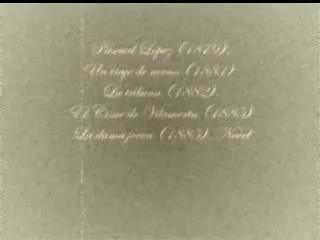 Pascual López (1879).
Un viaje de novios (1881)
La tribuna (1882).
El Cisne de Vilamorta (1885)
La dama joven (1885). Novel